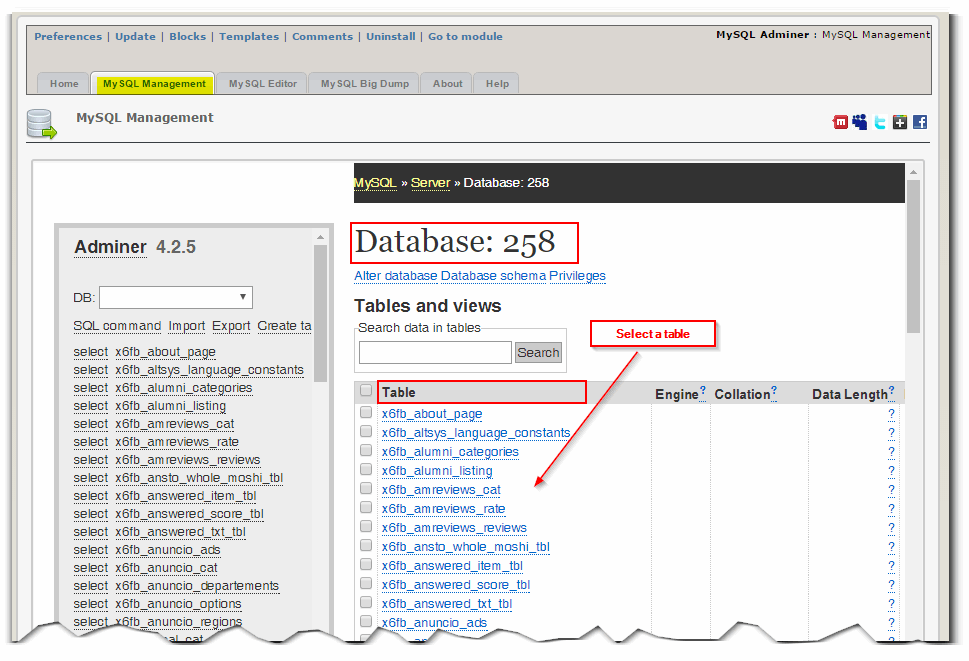 Preferences | Update | Blocks | Templates | Comments | Uninstall | Go to module
MySQL Adminer : MySQL Management
Home
MySQL Management
MySQL Editor
MySQL Big Dump
About
Help
MySQL Management
MySQL » Server » Database: 258
Adminer 4.2.5
DB:
SQL command Import Export Create ta
select x6fb_about_page
select x6fb_altsys_language_constants
select x6fb_alumni_categories
select x6fb_alumni_listing
select x6fb_amreviews_cat
select x6fb_amreviews_rate
select x6fb_amreviews_reviews
select x6fb_ansto_whole_moshi_tbl
select x6fb_answered_item_tbl
select x6fb_answered_score_tbl
select x6fb_answered_txt_tbl
select x6fb_anuncio_ads
select x6fb_anuncio_cat
select x6fb_anuncio_departements
select x6fb_anuncio_options
select x6fb_anuncio_regions
Database: 258
Alter database Database schema Privileges
Tables and views
Search data in tables
Search
Select a table
Table Engine? Collation? Data Length?
x6fb_about_page ?
x6fb_altsys_language_constants ?
x6fb_alumni_categories ?
x6fb_alumni_listing ?
x6fb_amreviews_cat ?
x6fb_amreviews_rate ?
x6fb_amreviews_reviews ?
x6fb_ansto_whole_moshi_tbl ?
x6fb_answered_item_tbl ?
x6fb_answered_score_tbl ?
x6fb_answered_txt_tbl ?
x6fb_anuncio_ads ?